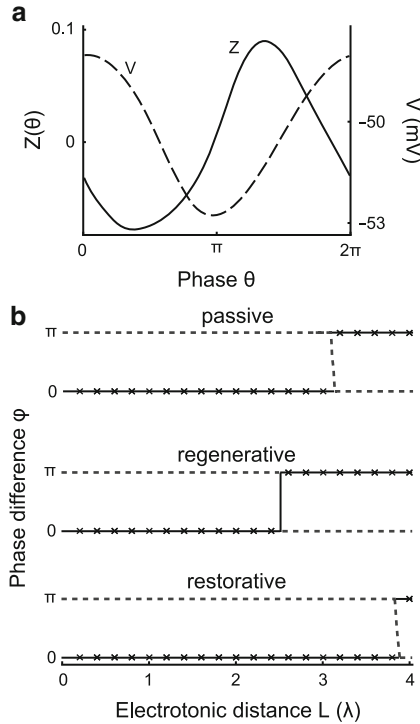 a
0.1
0
Z(θ)
V
Z
−50
−53
V (mV)
0
π
2π
Phase θ
b
passive
π
0
regenerative
π
0
restorative
π
0
Phase difference φ
0
1
2
3
4
Electrotonic distance L (λ)